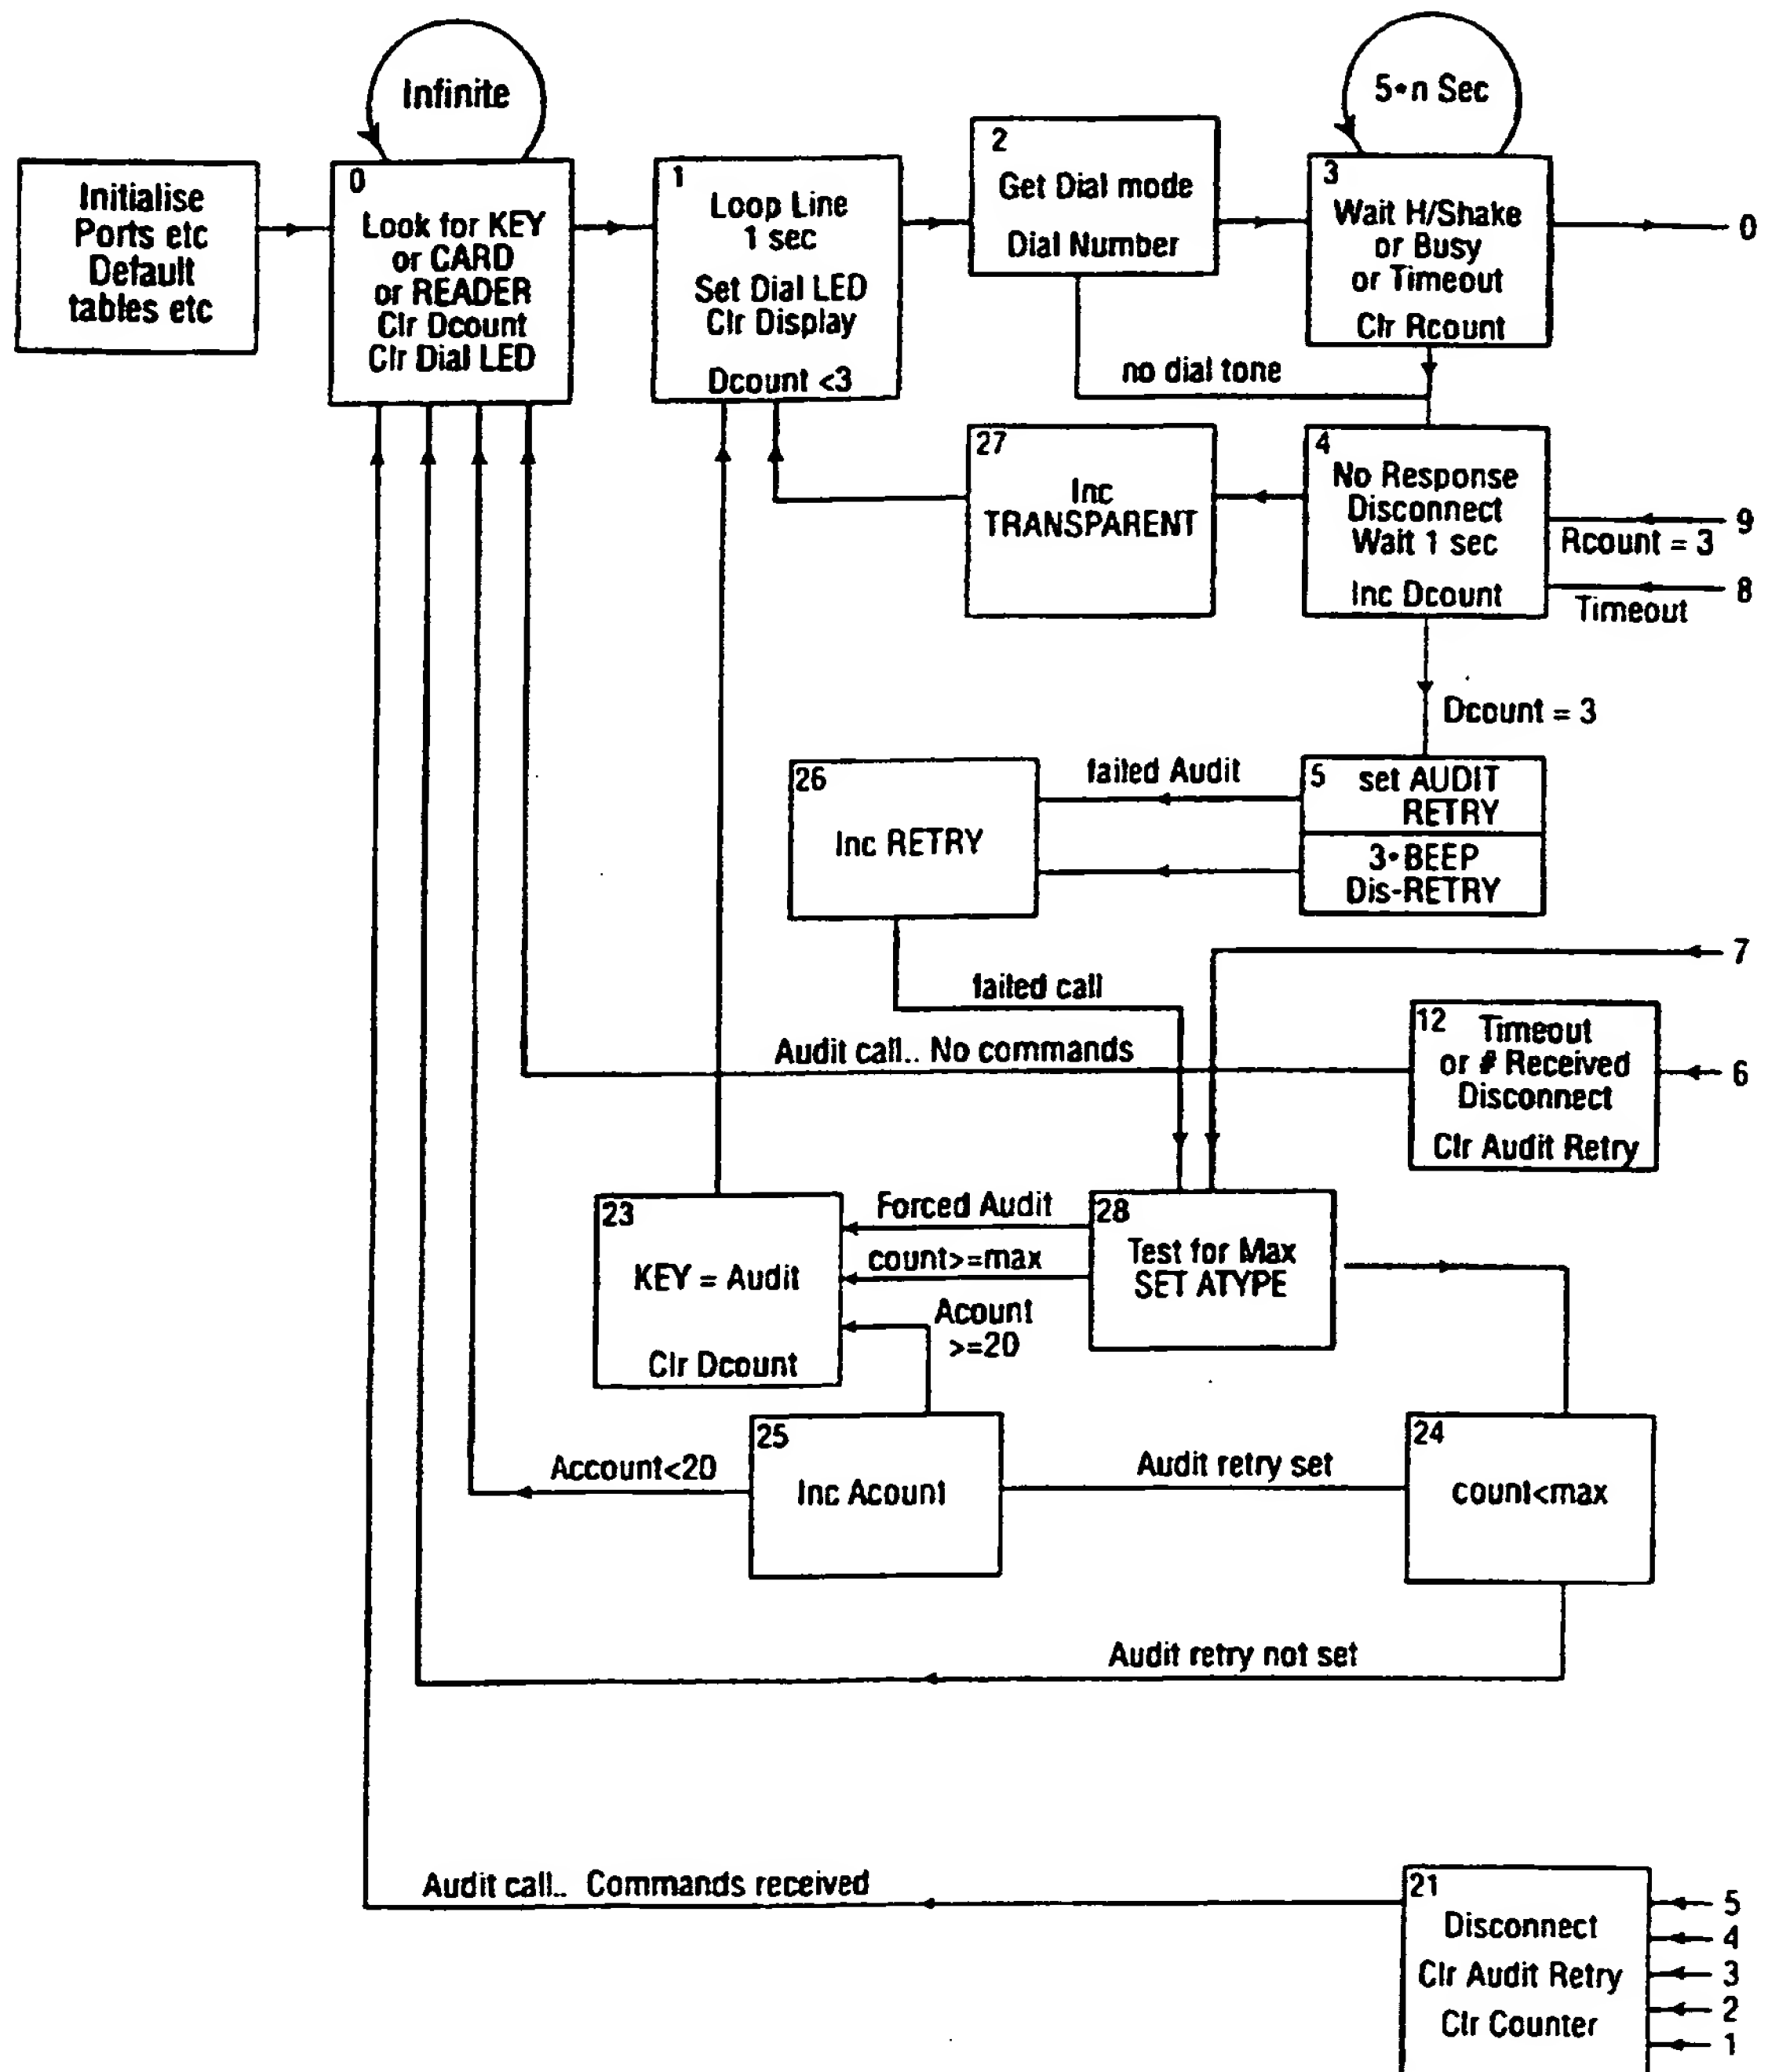 Infinite
5•n Sec
Initialise
Ports etc
Default
tables etc
0
Look for KEY
or CARD
or READER
Clr Dcount
Clr Dial LED
1
Loop Line
1 sec
Set Dial LED
Clr Display
Dcount <3
2
Get Dial mode
Dial Number
3
Wait H/Shake
or Busy
or Timeout
Clr Rcount
0
no dial tone
27
Inc
TRANSPARENT
4
No Response
Disconnect
Wait 1 sec
Inc Dcount
9
Rcount = 3
8
Timeout
Dcount = 3
26
Inc RETRY
failed Audit
5
set AUDIT
RETRY
3•BEEP
Dis-RETRY
7
failed call
Audit call.. No commands
12
Timeout
or # Received
Disconnect
Clr Audit Retry
6
23
KEY = Audit
Clr Dcount
Forced Audit
count>=max
Acount
>=20
28
Test for Max
SET ATYPE
25
Inc Acount
Account<20
Audit retry set
24
count<max
Audit retry not set
Audit call.. Commands received
21
Disconnect
Clr Audit Retry
Clr Counter
5
4
3
2
1